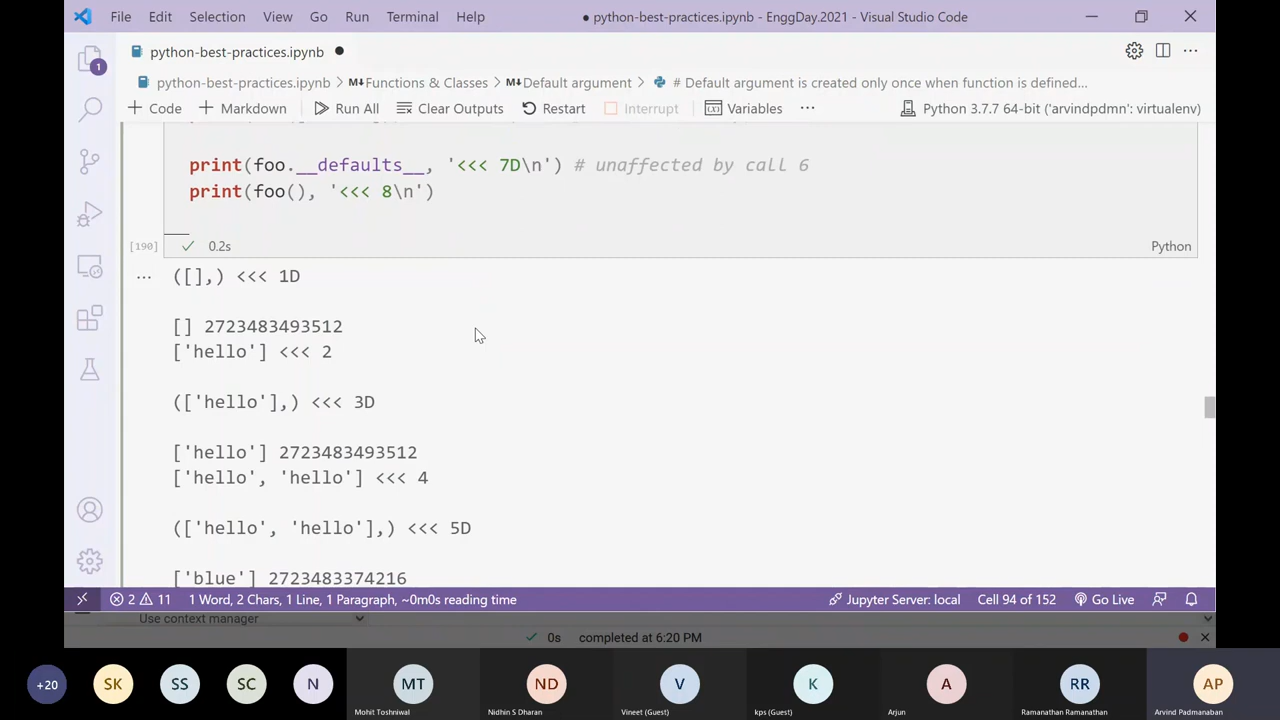 File Edit Selection View Go Run Terminal Help ● python-best-practices.ipynb - EnggDay.2021 - Visual Studio Code
python-best-practices.ipynb ●
python-best-practices.ipynb > M↓Functions & Classes > M↓Default argument > # Default argument is created only once when function is defined...
+ Code + Markdown Run All Clear Outputs Restart Interrupt Variables ··· Python 3.7.7 64-bit ('arvindpdmn': virtualenv)
1
print(foo.__defaults__, '<<< 7D\n') # unaffected by call 6
print(foo(), '<<< 8\n')
[190] ✓ 0.2s Python
... ([],) <<< 1D
[] 2723483493512
['hello'] <<< 2
(['hello'],) <<< 3D
['hello'] 2723483493512
['hello', 'hello'] <<< 4
(['hello', 'hello'],) <<< 5D
['blue'] 2723483374216
2 11 1 Word, 2 Chars, 1 Line, 1 Paragraph, ~0m0s reading time Jupyter Server: local Cell 94 of 152 Go Live
Use context manager
✓ 0s completed at 6:20 PM
+20 SK SS SC N MT ND V K A RR AP
Mohit Toshniwal Nidhin S Dharan Vineet (Guest) kps (Guest) Arjun Ramanathan Ramanathan Arvind Padmanaban